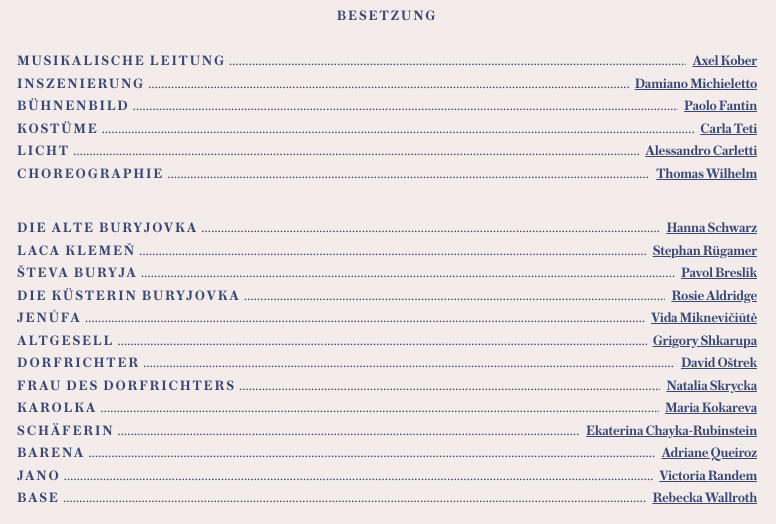 BESETZUNG
MUSIKALISCHE LEITUNG Axel Kober
INSZENIERUNG Damiano Michieletto
BÜHNENBILD Paolo Fantin
KOSTÜME Carla Teti
LICHT Alessandro Carletti
CHOREOGRAPHIE Thomas Wilhelm
DIE ALTE BURYJOVKA Hanna Schwarz
LACA KLEMEŇ Stephan Rügamer
ŠTEVA BURYJA Pavol Breslik
DIE KÜSTERIN BURYJOVKA Rosie Aldridge
JENŮFA Vida Miknevičiūtė
ALTGESELL Grigory Shkarupa
DORFRICHTER David Oštrek
FRAU DES DORFRICHTERS Natalia Skrycka
KAROLKA Maria Kokareva
SCHÄFERIN Ekaterina Chayka-Rubinstein
BARENA Adriane Queiroz
JANO Victoria Randem
BASE Rebecka Wallroth